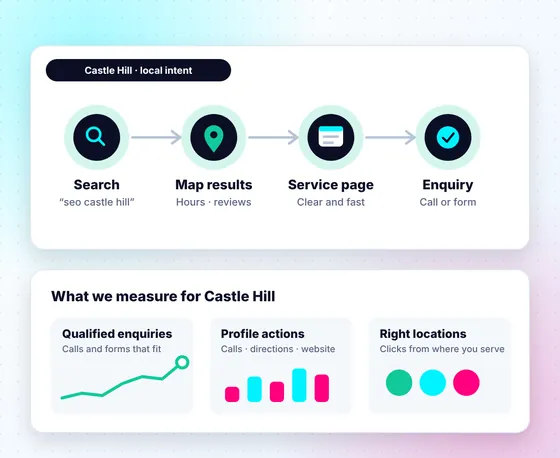 Castle Hill · local intent
Search
Map results
Service page
Enquiry
“seo castle hill”
Hours · reviews
Clear and fast
Call or form
What we measure for Castle Hill
Qualified enquiries
Calls and forms that fit
Profile actions
Calls · directions · website
Right locations
Clicks from where you serve